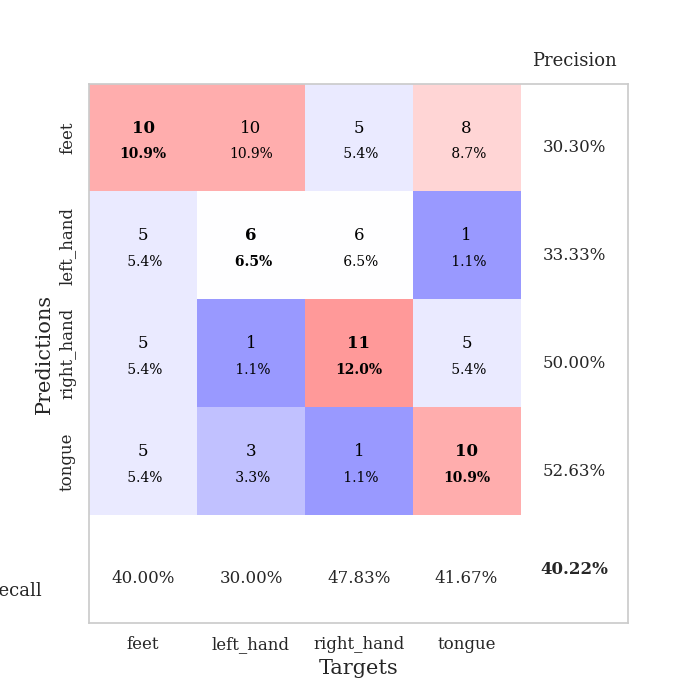 Precision
feet
10 10 5 8
10.9% 10.9% 5.4% 8.7%
30.30%
left_hand
5 6 6 1
5.4% 6.5% 6.5% 1.1%
33.33%
Predictions
right_hand
5 1 11 5
5.4% 1.1% 12.0% 5.4%
50.00%
tongue
5 3 1 10
5.4% 3.3% 1.1% 10.9%
52.63%
ecall
40.00% 30.00% 47.83% 41.67% 40.22%
feet left_hand right_hand tongue
Targets